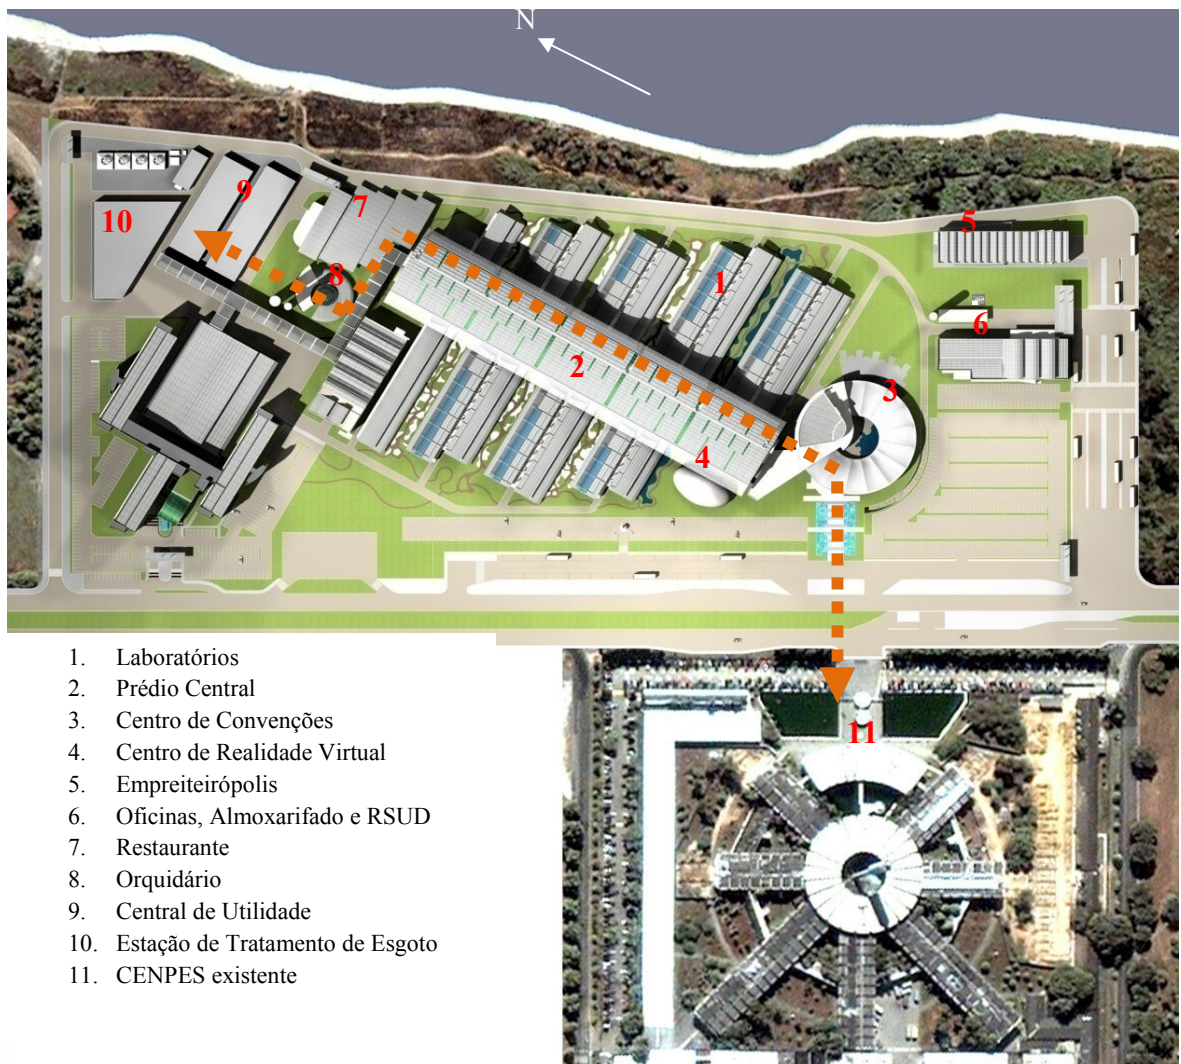 N
9
7
10
5
8
1
6
2
3
4
1. Laboratórios
2. Prédio Central
3. Centro de Convenções
4. Centro de Realidade Virtual
5. Empreiteirópolis
6. Oficinas, Almoxarifado e RSUD
7. Restaurante
8. Orquidário
9. Central de Utilidade
10. Estação de Tratamento de Esgoto
11. CENPES existente
11